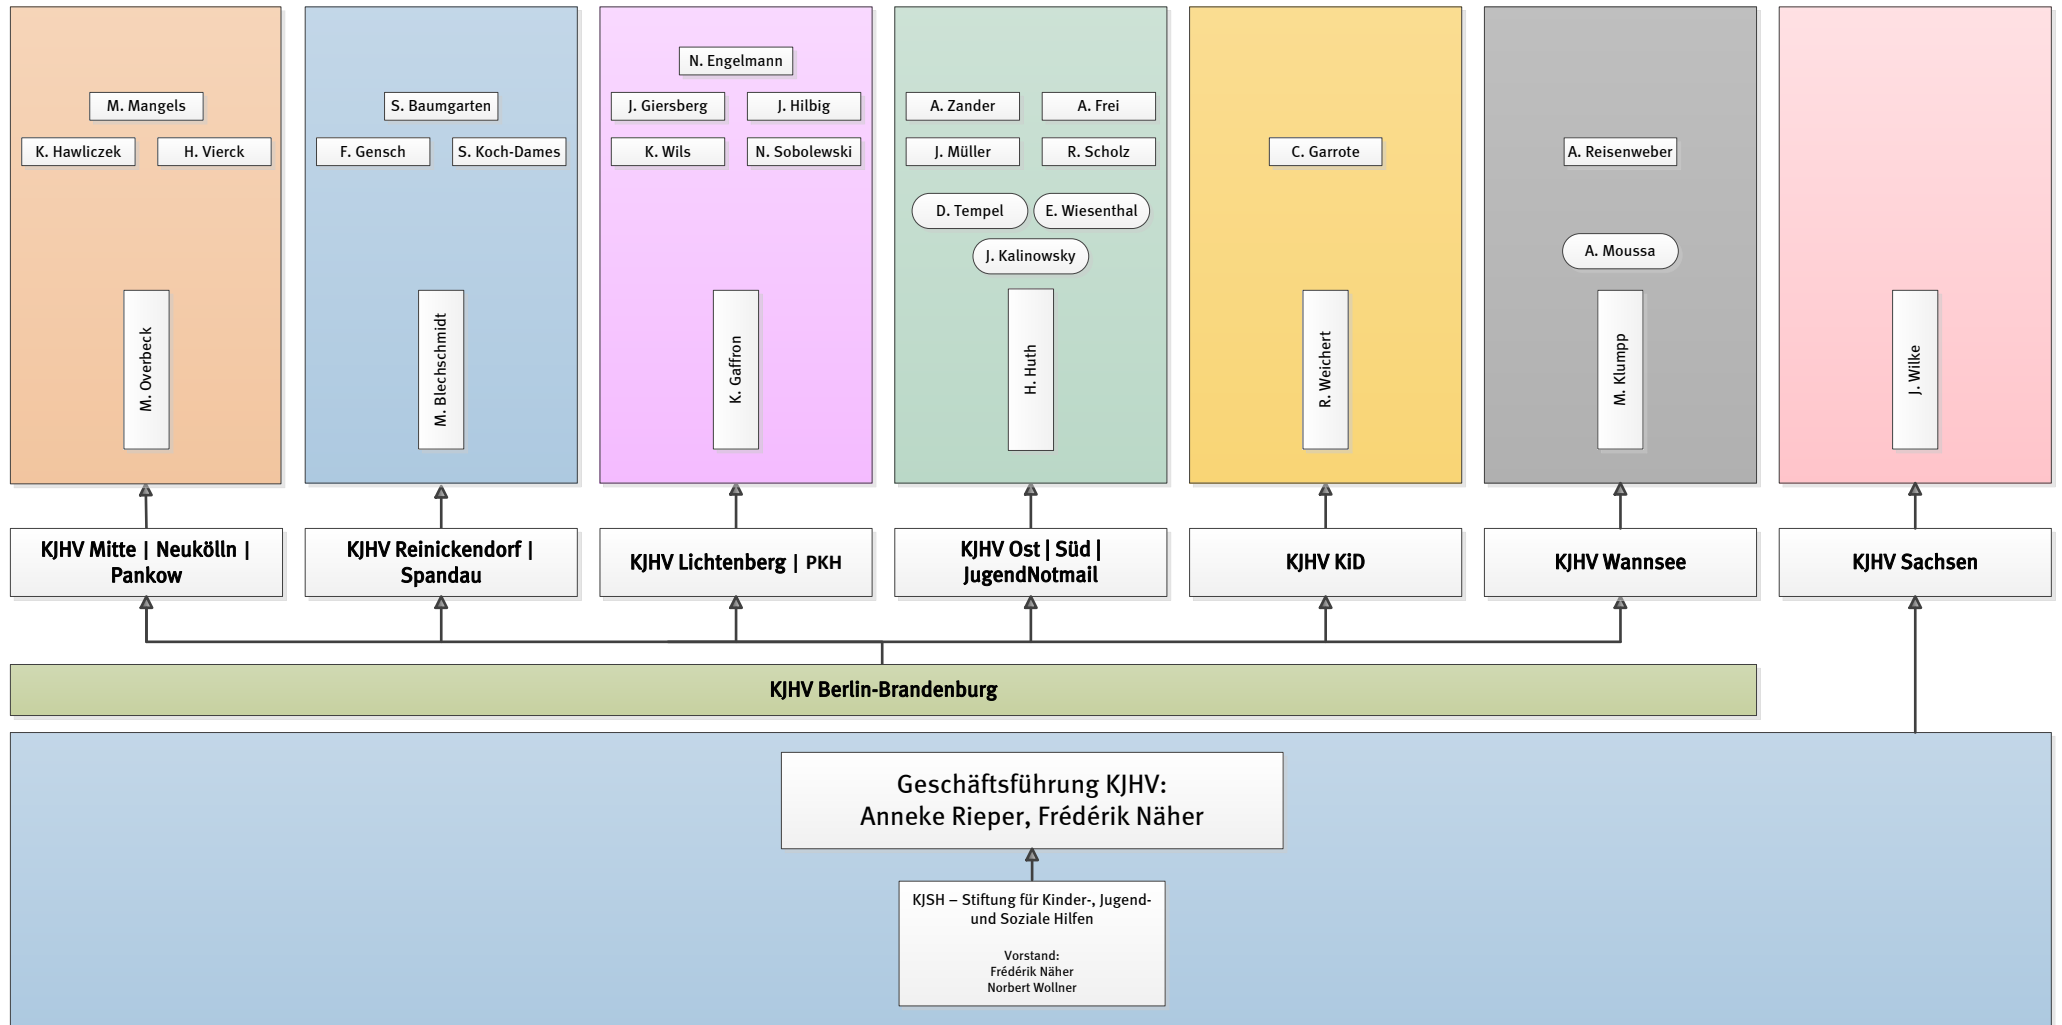 M. Mangels
K. Hawliczek
H. Vierck
M. Overbeck
S. Baumgarten
F. Gensch
S. Koch-Dames
M. Blechschmidt
N. Engelmann
J. Giersberg
J. Hilbig
K. Wils
N. Sobolewski
K. Gaffron
A. Zander
A. Frei
J. Müller
R. Scholz
D. Tempel
E. Wiesenthal
J. Kalinowsky
H. Huth
C. Garrote
R. Weichert
A. Reisenweber
A. Moussa
M. Klumpp
J. Wilke
KJHV Mitte | Neukölln |
Pankow
KJHV Reinickendorf |
Spandau
KJHV Lichtenberg | PKH
KJHV Ost | Süd |
JugendNotmail
KJHV KiD
KJHV Wannsee
KJHV Sachsen
KJHV Berlin-Brandenburg
Geschäftsführung KJHV:
Anneke Rieper, Frédérik Näher
KJSH – Stiftung für Kinder-, Jugend-
und Soziale Hilfen
Vorstand:
Frédérik Näher
Norbert Wollner